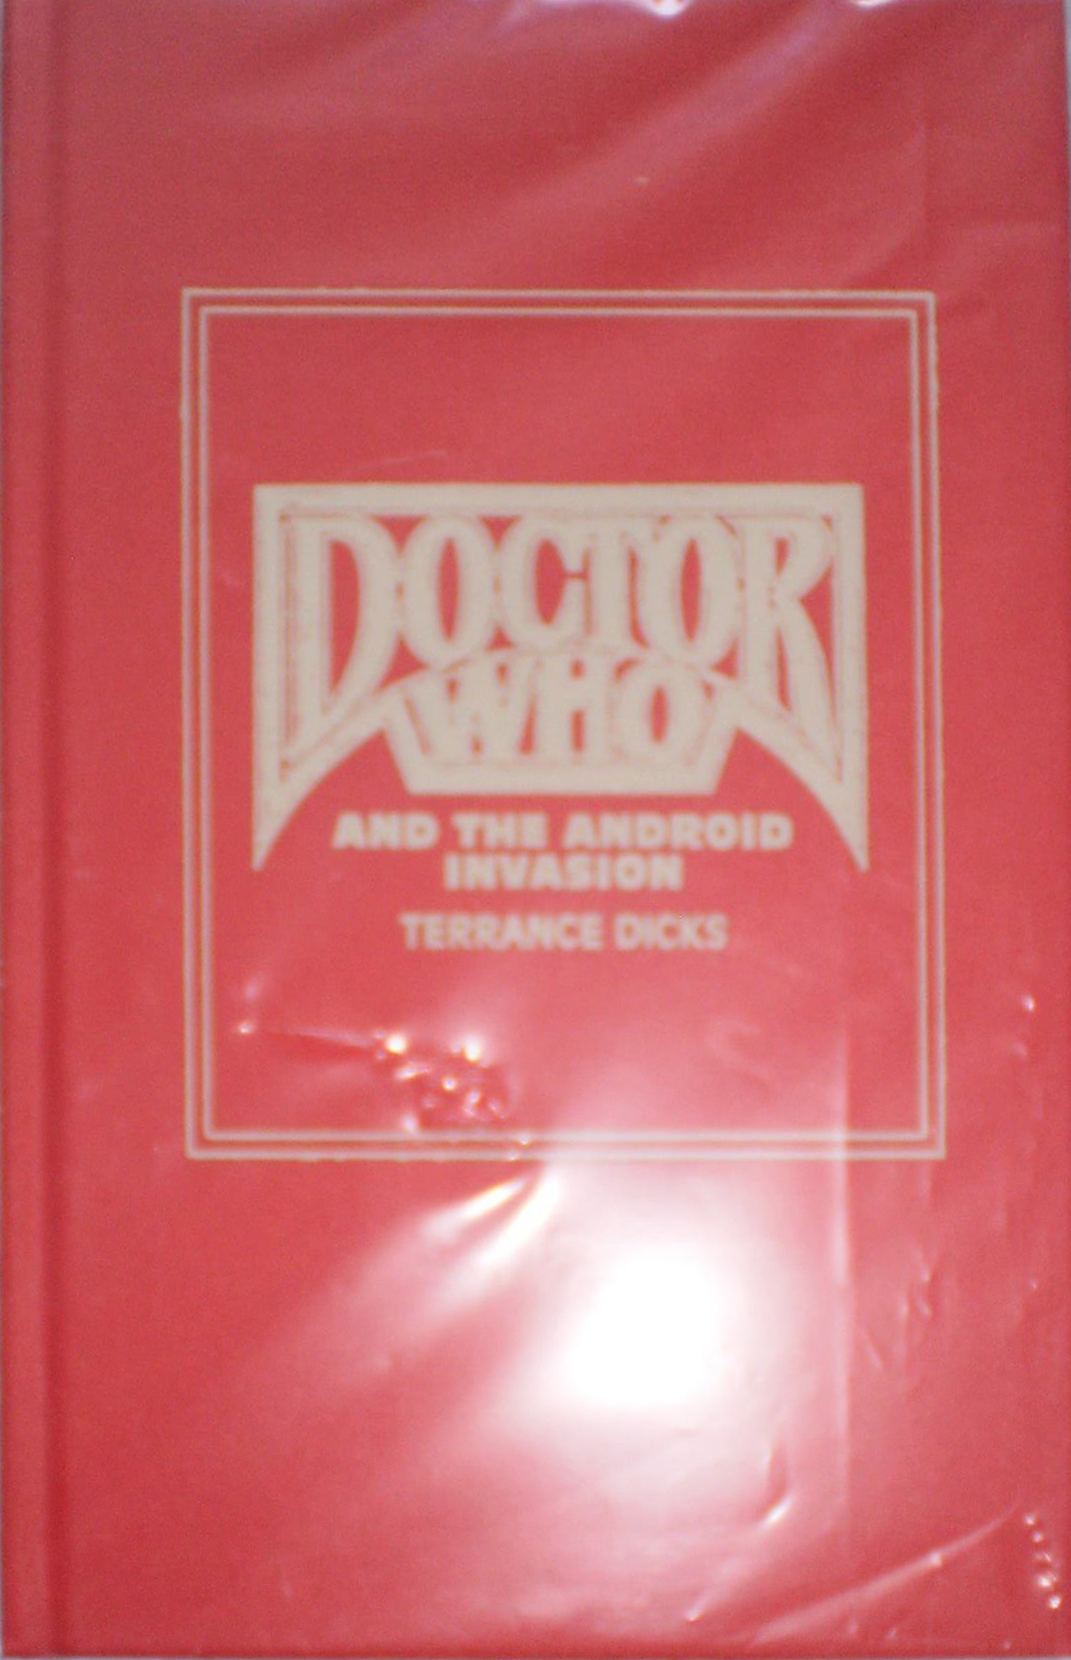 DOCTOR
WHO
AND THE ANDROID
INVASION
TERRANCE DICKS